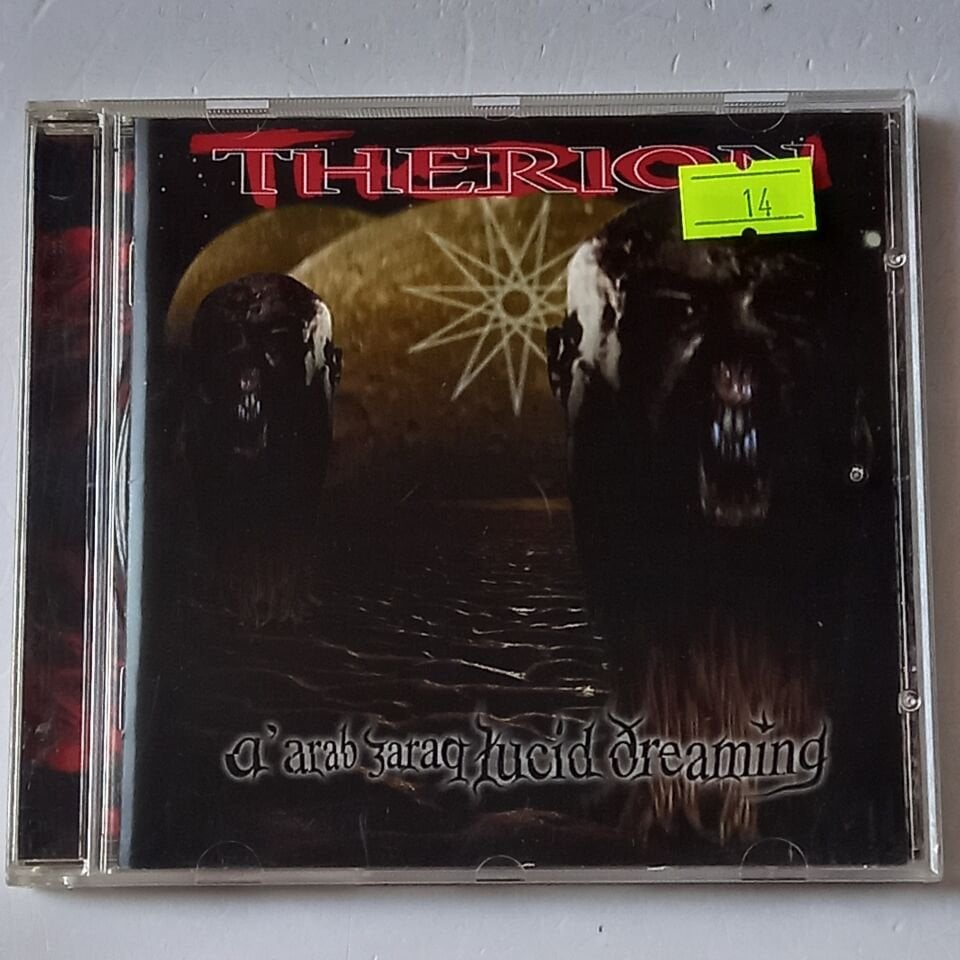 THERION
14
a' arab zaraq lucid dreaming